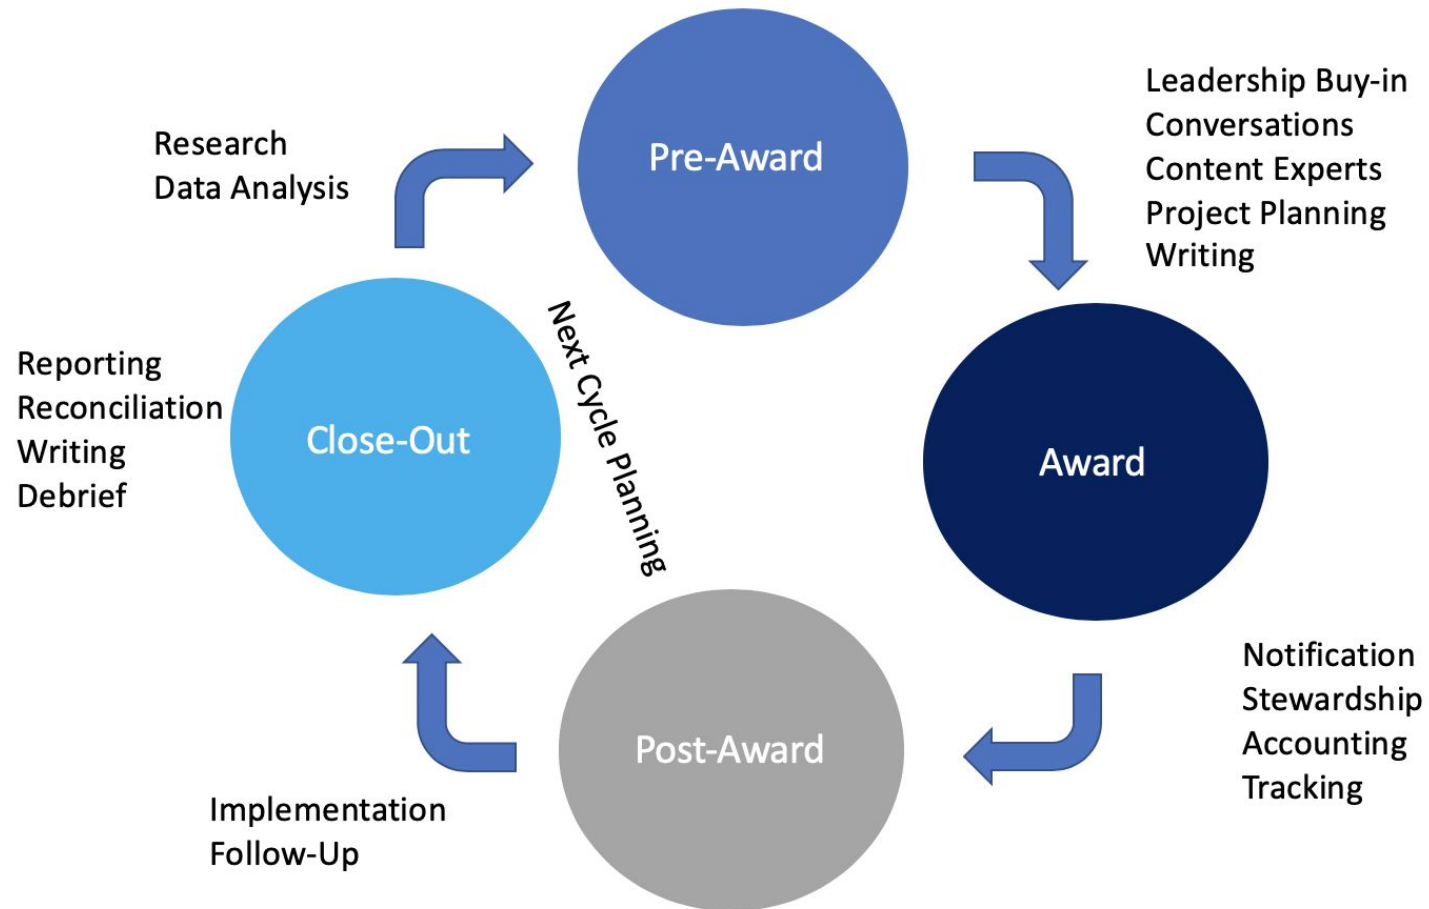 Pre-Award
Leadership Buy-in
Conversations
Content Experts
Project Planning
Writing
Award
Notification
Stewardship
Accounting
Tracking
Post-Award
Implementation
Follow-Up
Close-Out
Reporting
Reconciliation
Writing
Debrief
Research
Data Analysis
Next Cycle Planning